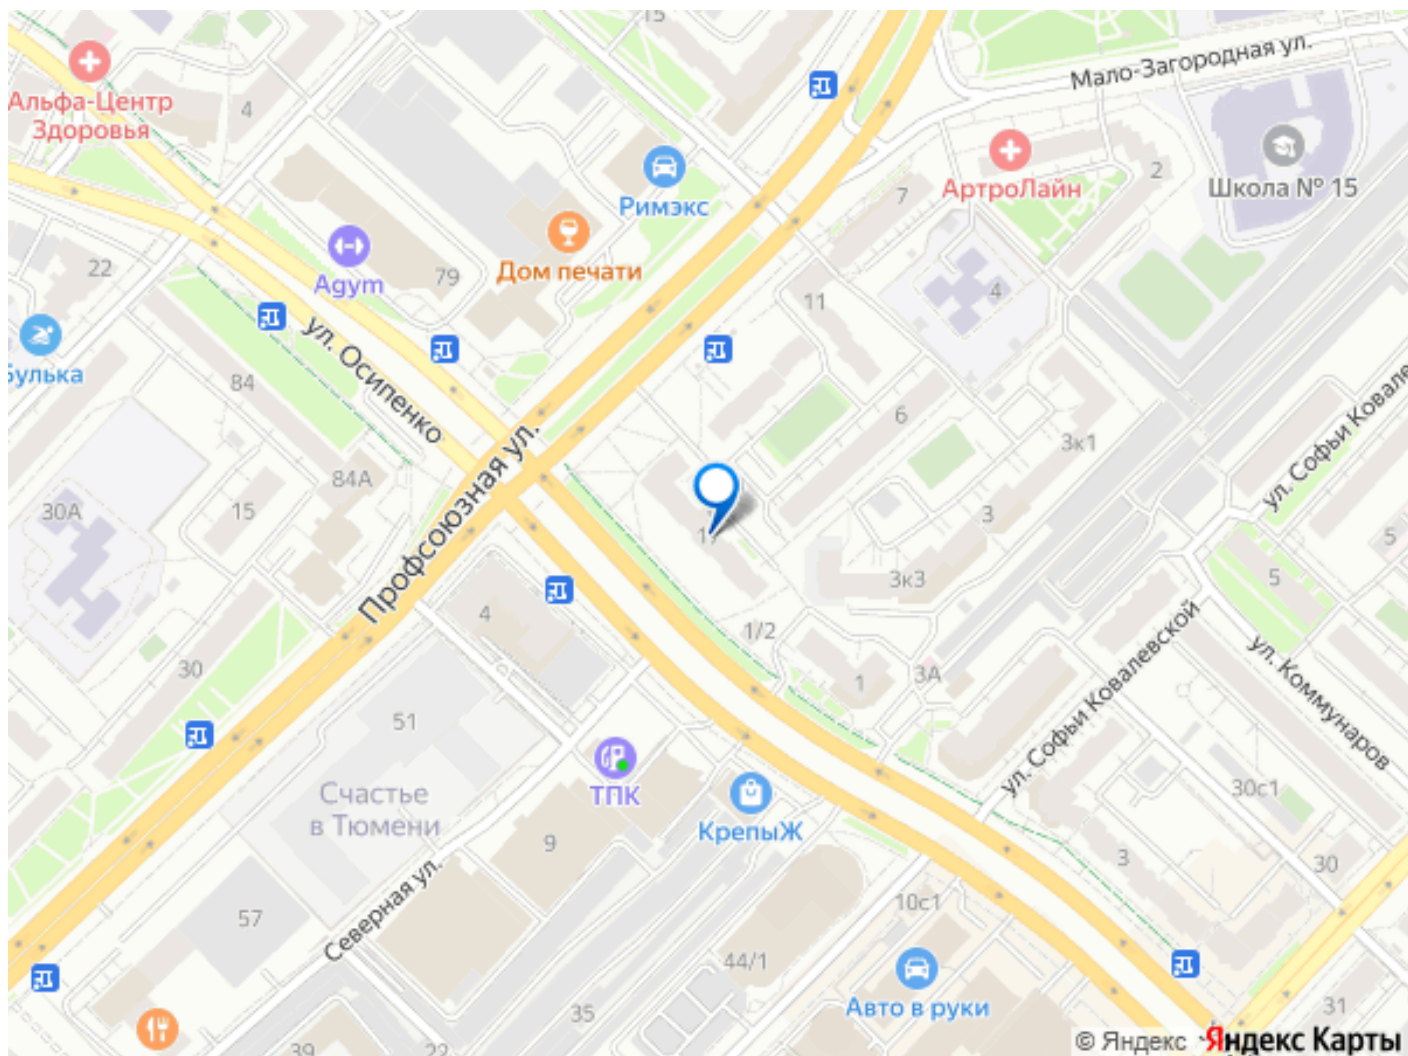 15
Мало-Загородная ул.
Альфа-Центр
Здоровья
4
2
АртроЛайн
Школа № 15
Римэкс
7
Дом печати
22
Agym
79
4
11
ул. Осипенко
булька
84
6
3к1
ул. Софьи Ковале
84А
Профсоюзная ул.
30А
15
3
5
3к3
5
4
1/2
ул. Софьи Ковалевской
30
1
3А
ул. Коммунаров
51
ТПК
Счастье
в Тюмени
КрепыЖ
30с1
9
3
30
Северная ул.
57
10с1
44/1
Авто в руки
35
31
39
22
© Яндекс Яндекс Карты